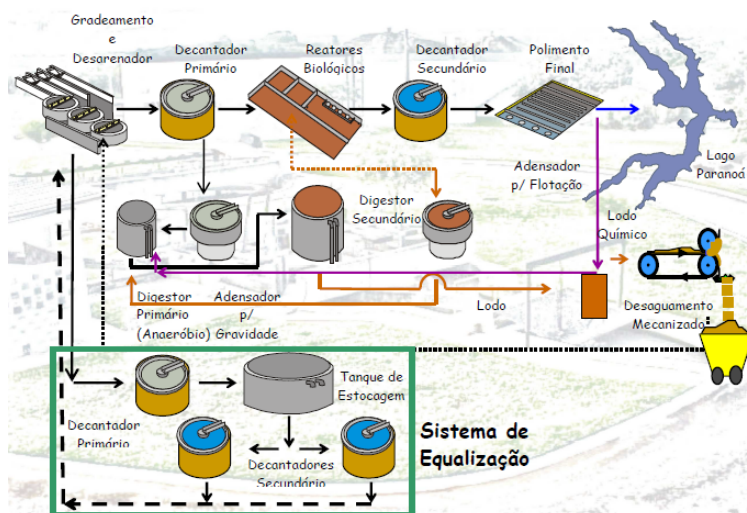 Gradeamento
e
Desarenador
Decantador
Primário
Reatores
Biológicos
Decantador
Secundário
Polimento
Final
Lago
Paranoá
Adensador
p/ Flotação
Digestor
Secundário
Lodo
Químico
Digestor
Primário
(Anaeróbio)
Adensador
p/
Gravidade
Lodo
Desaguamento
Mecanizado
Decantador
Primário
Tanque de
Estocagem
Decantadores
Secundário
Sistema de
Equalização